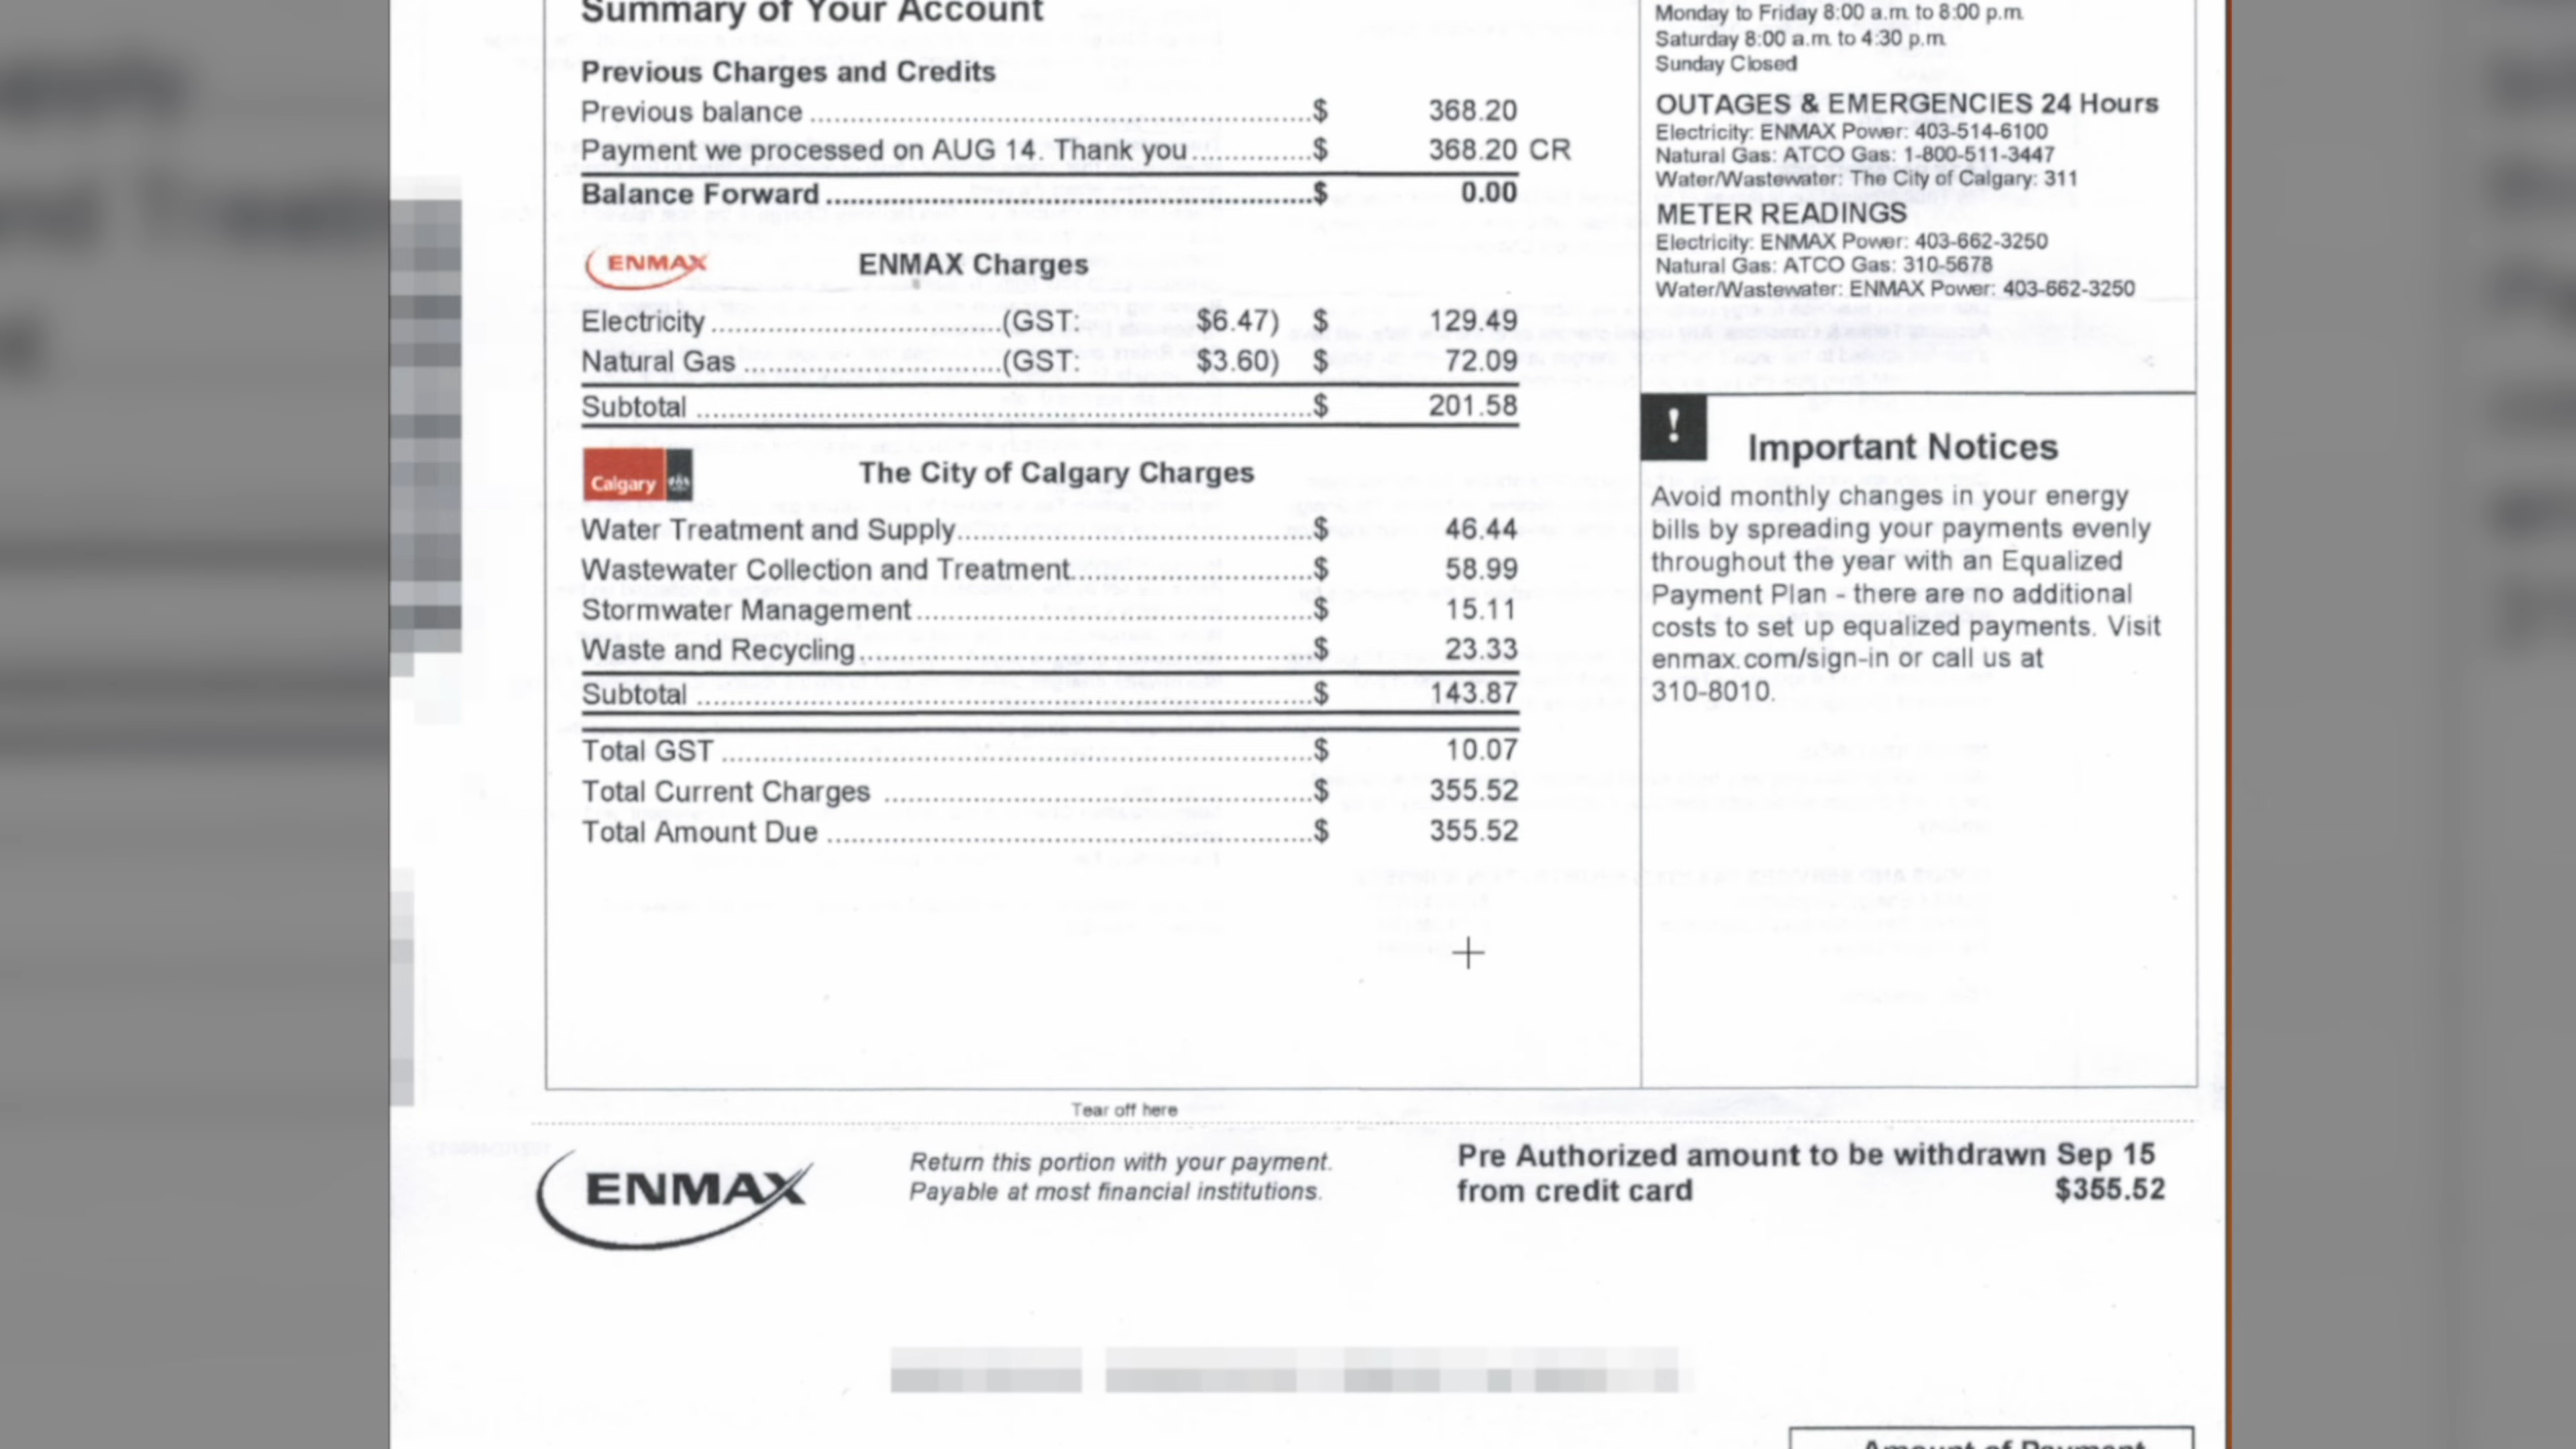 Summary of Your Account
Previous Charges and Credits
Previous balance ........ $ 368.20
Payment we processed on AUG 14. Thank you ........ $ 368.20 CR
Balance Forward ........ $ 0.00
ENMAX ENMAX Charges
Electricity ........ (GST: $6.47) $ 129.49
Natural Gas ........ (GST: $3.60) $ 72.09
Subtotal ........ $ 201.58
Calgary The City of Calgary Charges
Water Treatment and Supply ........ $ 46.44
Wastewater Collection and Treatment ........ $ 58.99
Stormwater Management ........ $ 15.11
Waste and Recycling ........ $ 23.33
Subtotal ........ $ 143.87
Total GST ........ $ 10.07
Total Current Charges ........ $ 355.52
Total Amount Due ........ $ 355.52
Monday to Friday 8:00 a.m. to 8:00 p.m.
Saturday 8:00 a.m. to 4:30 p.m.
Sunday Closed
OUTAGES & EMERGENCIES 24 Hours
Electricity: ENMAX Power: 403-514-6100
Natural Gas: ATCO Gas: 1-800-511-3447
Water/Wastewater: The City of Calgary: 311
METER READINGS
Electricity: ENMAX Power: 403-662-3250
Natural Gas: ATCO Gas: 310-5678
Water/Wastewater: ENMAX Power: 403-662-3250
! Important Notices
Avoid monthly changes in your energy
bills by spreading your payments evenly
throughout the year with an Equalized
Payment Plan - there are no additional
costs to set up equalized payments. Visit
enmax.com/sign-in or call us at
310-8010.
Tear off here
ENMAX
Return this portion with your payment.
Payable at most financial institutions.
Pre Authorized amount to be withdrawn Sep 15
from credit card $355.52
Amount of Payment